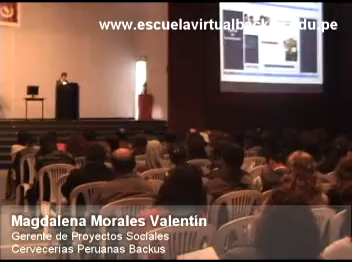 www.escuelavirtualbackus.edu.pe
Magdalena Morales Valentín
Gerente de Proyectos Sociales
Cervecerías Peruanas Backus